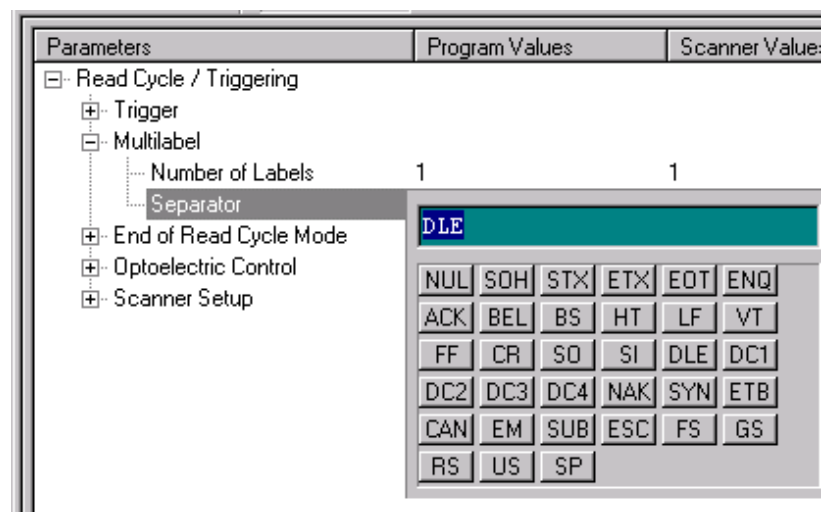 Parameters Program Values Scanner Values
Read Cycle / Triggering
Trigger
Multilabel
Number of Labels 1 1
Separator
DLE
End of Read Cycle Mode
Optoelectric Control
Scanner Setup
NUL SOH STX ETX EOT ENQ
ACK BEL BS HT LF VT
FF CR SO SI DLE DC1
DC2 DC3 DC4 NAK SYN ETB
CAN EM SUB ESC FS GS
RS US SP